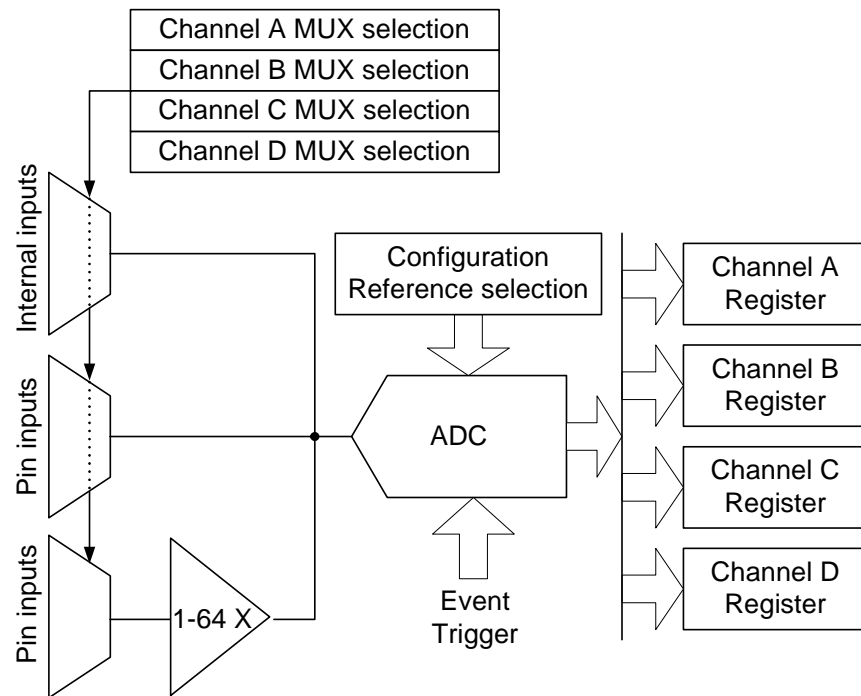 Channel A MUX selection
Channel B MUX selection
Channel C MUX selection
Channel D MUX selection
Internal inputs
Pin inputs
Pin inputs
1-64 X
Configuration
Reference selection
ADC
Event
Trigger
Channel A
Register
Channel B
Register
Channel C
Register
Channel D
Register